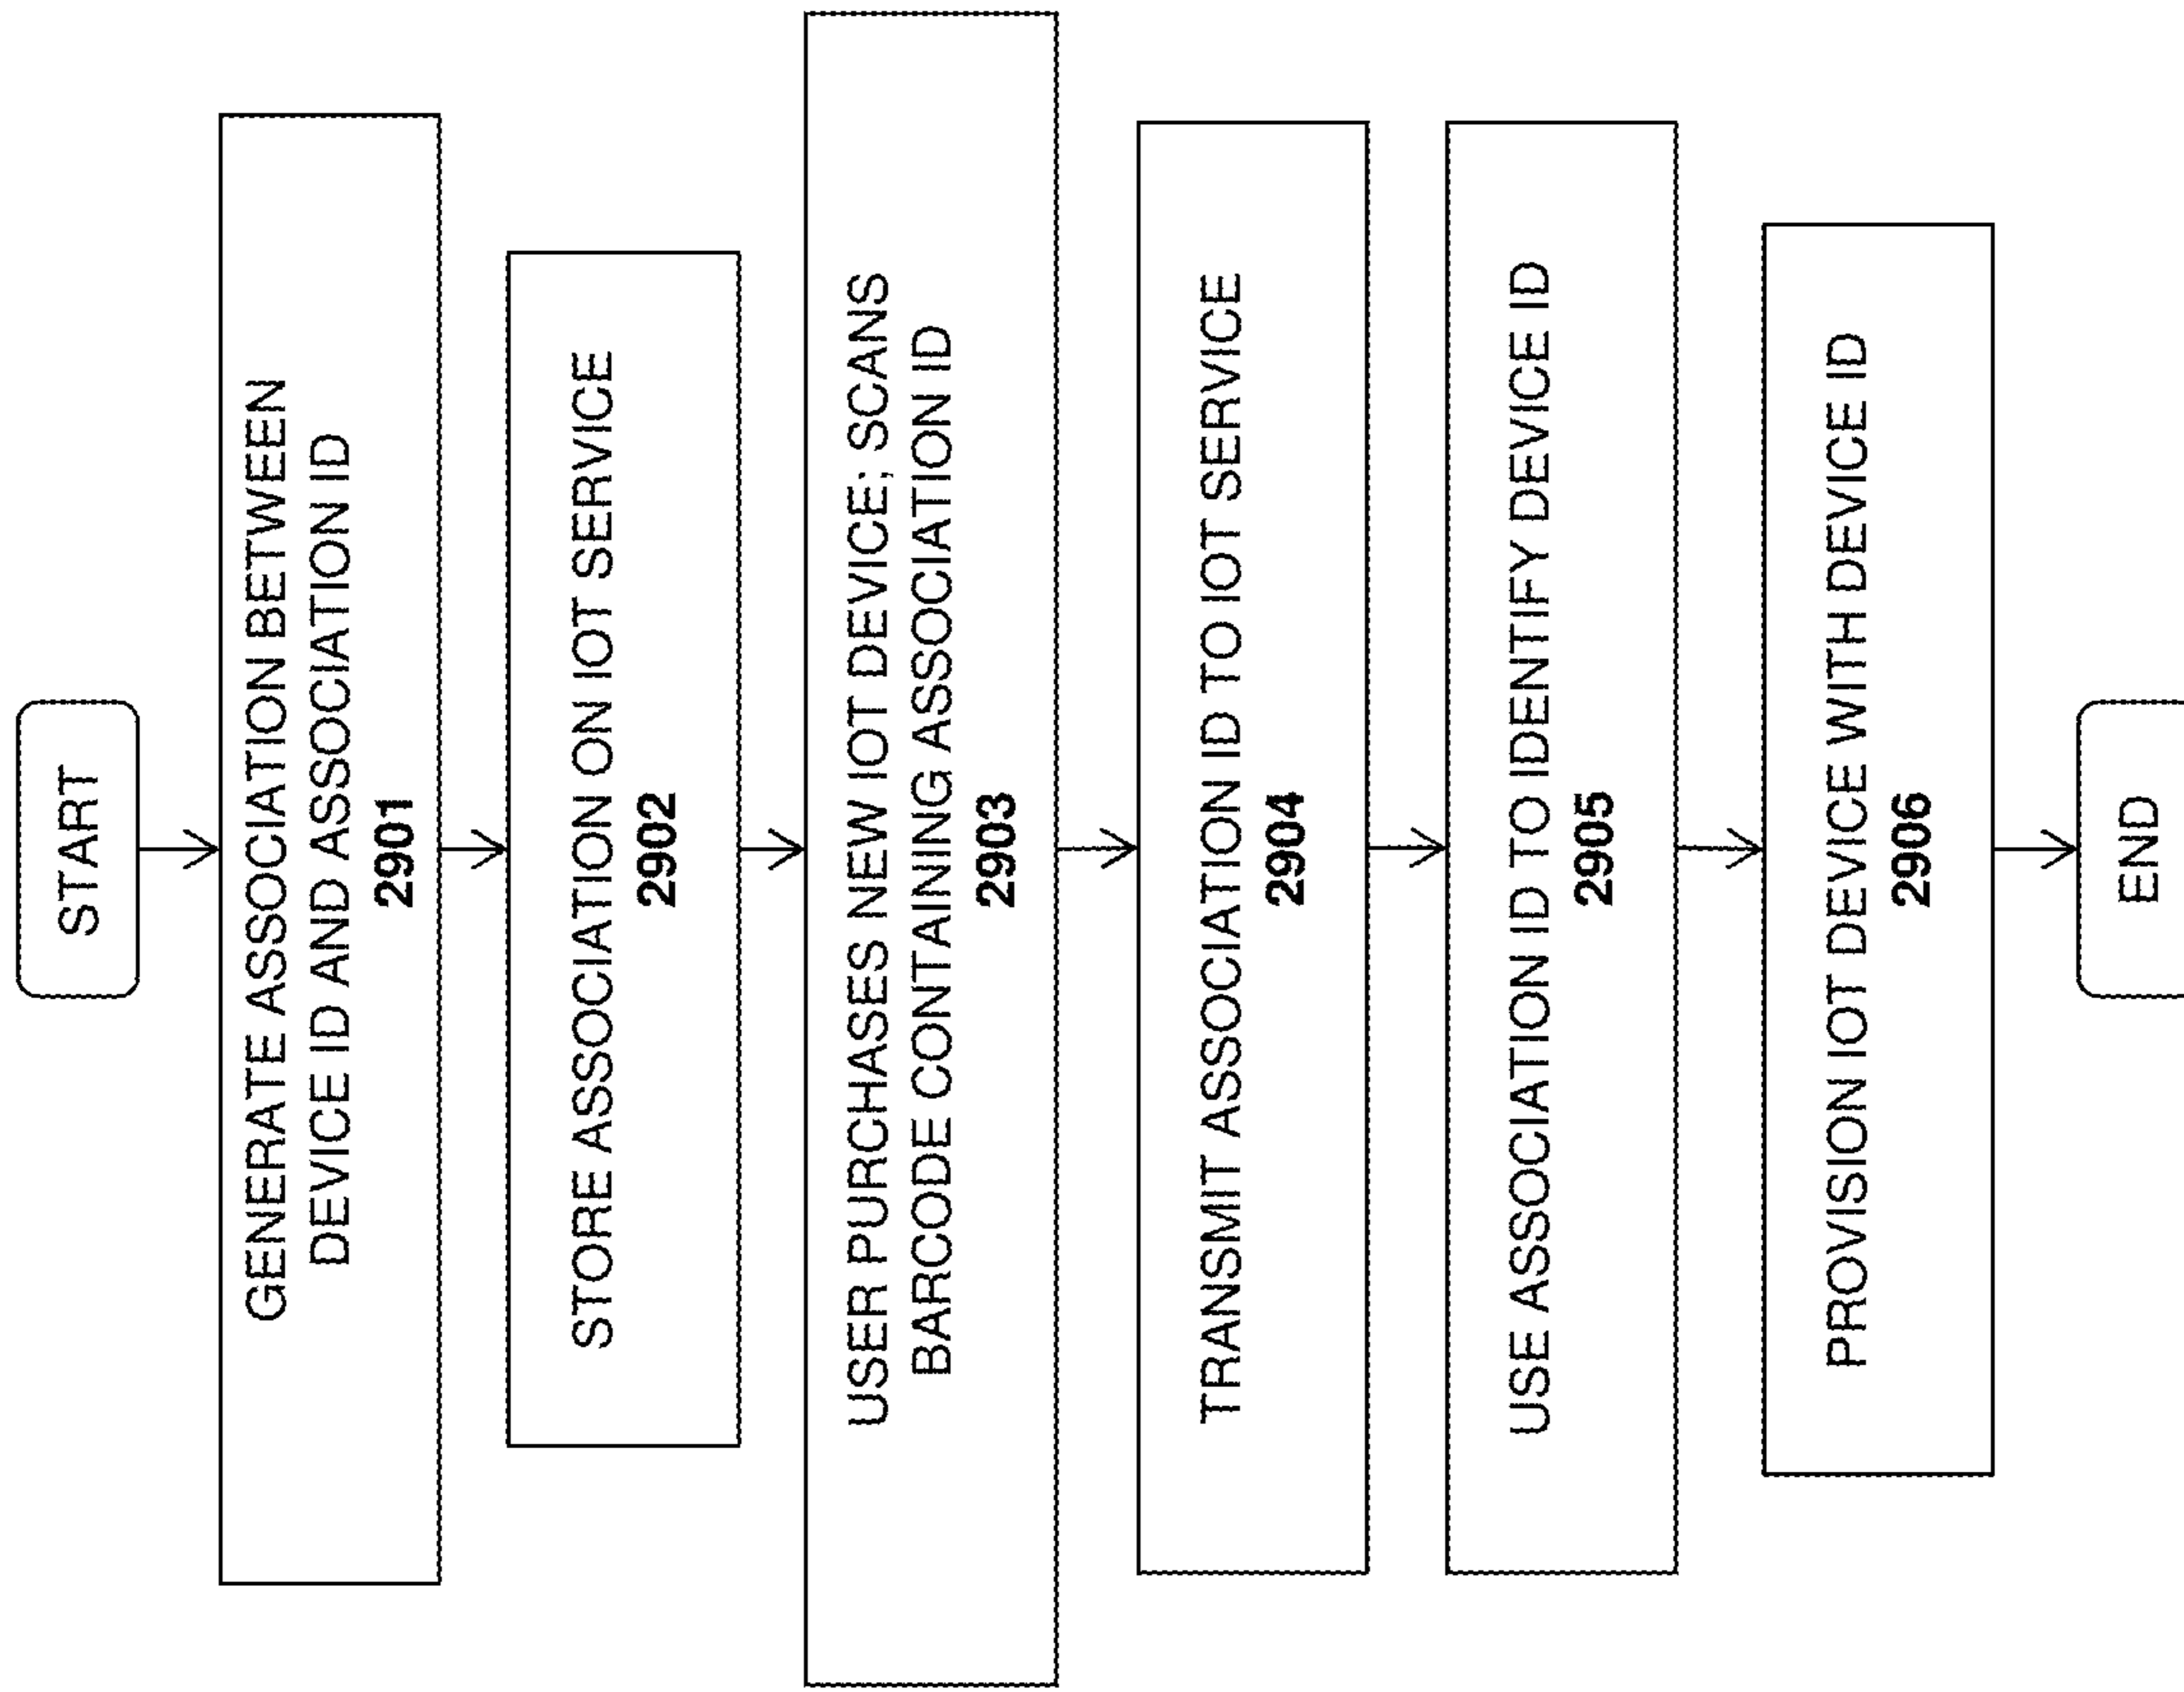 START
GENERATE ASSOCIATION BETWEEN
DEVICE ID AND ASSOCIATION ID
2901
STORE ASSOCIATION ON IOT SERVICE
2902
USER PURCHASES NEW IOT DEVICE; SCANS
BARCODE CONTAINING ASSOCIATION ID
2903
TRANSMIT ASSOCIATION ID TO IOT SERVICE
2904
USE ASSOCIATION ID TO IDENTIFY DEVICE ID
2905
PROVISION IOT DEVICE WITH DEVICE ID
2906
END